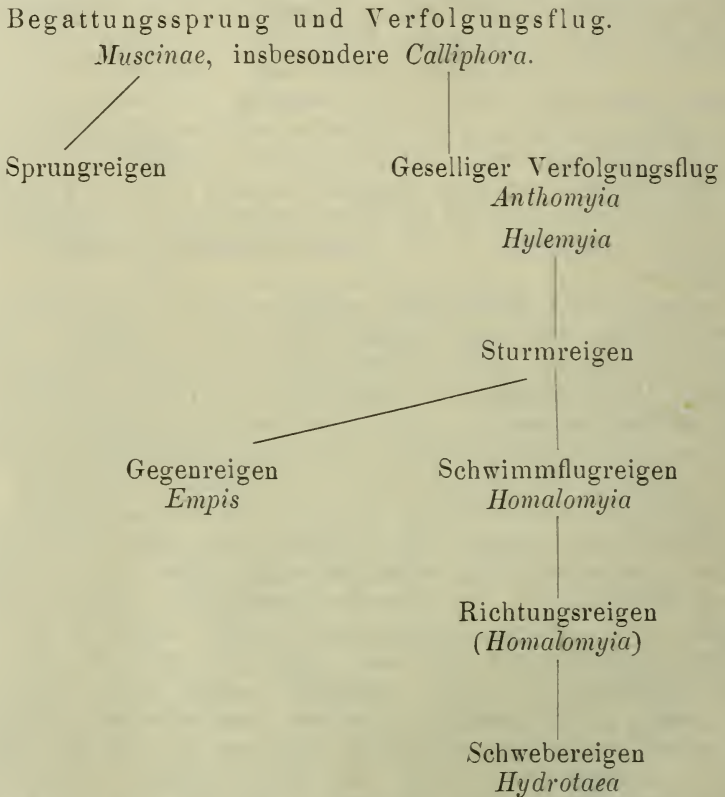 Begattungssprung und Verfolgungsflug.
Muscinae, insbesondere Calliphora.
Sprungreigen
Geselliger Verfolgungsflug
Anthomyia
Hylemyia
Sturmreigen
Gegenreigen
Empis
Schwimmflugreigen
Homalomyia
Richtungsreigen
(Homalomyia)
Schwebereigen
Hydrotaea